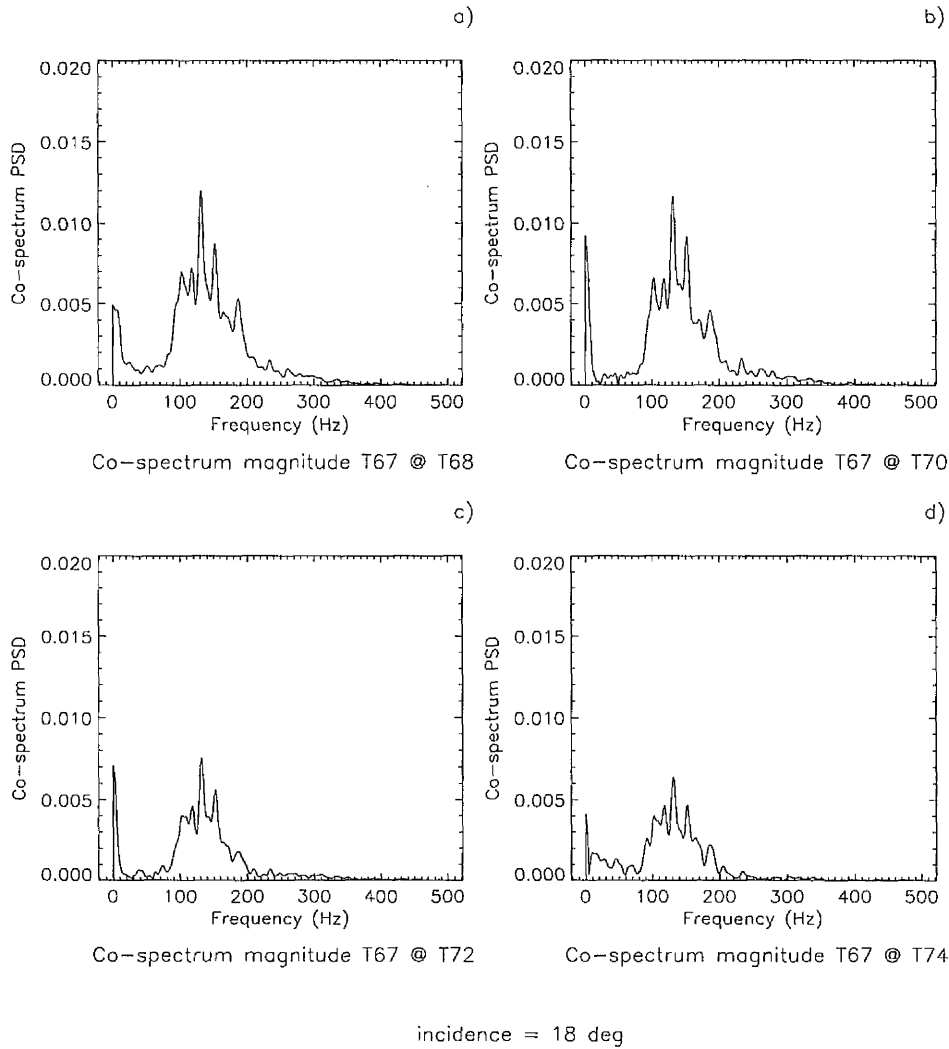 a)
0.020
0.015
0.010
0.005
0.000
Co-spectrum PSD
0 100 200 300 400 500
Frequency (Hz)
Co-spectrum magnitude T67 @ T68
b)
0.020
0.015
0.010
0.005
0.000
Co-spectrum PSD
0 100 200 300 400 500
Frequency (Hz)
Co-spectrum magnitude T67 @ T70
c)
0.020
0.015
0.010
0.005
0.000
Co-spectrum PSD
0 100 200 300 400 500
Frequency (Hz)
Co-spectrum magnitude T67 @ T72
d)
0.020
0.015
0.010
0.005
0.000
Co-spectrum PSD
0 100 200 300 400 500
Frequency (Hz)
Co-spectrum magnitude T67 @ T74
incidence = 18 deg